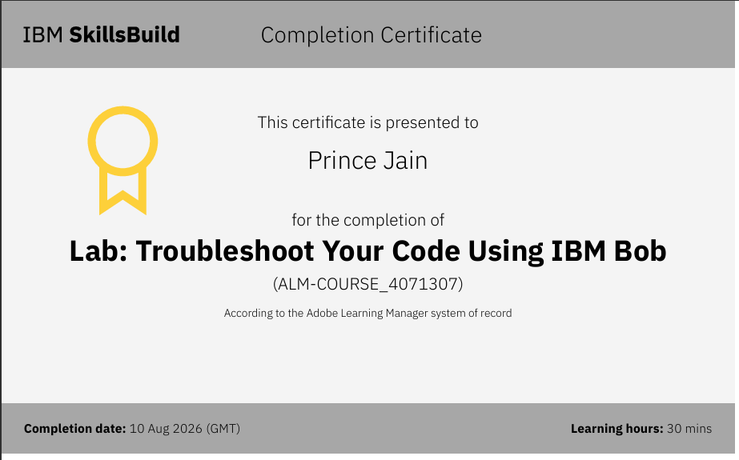 IBM SkillsBuild
Completion Certificate
This certificate is presented to
Prince Jain
for the completion of
Lab: Troubleshoot Your Code Using IBM Bob
(ALM-COURSE_4071307)
According to the Adobe Learning Manager system of record
Completion date: 10 Aug 2026 (GMT)
Learning hours: 30 mins